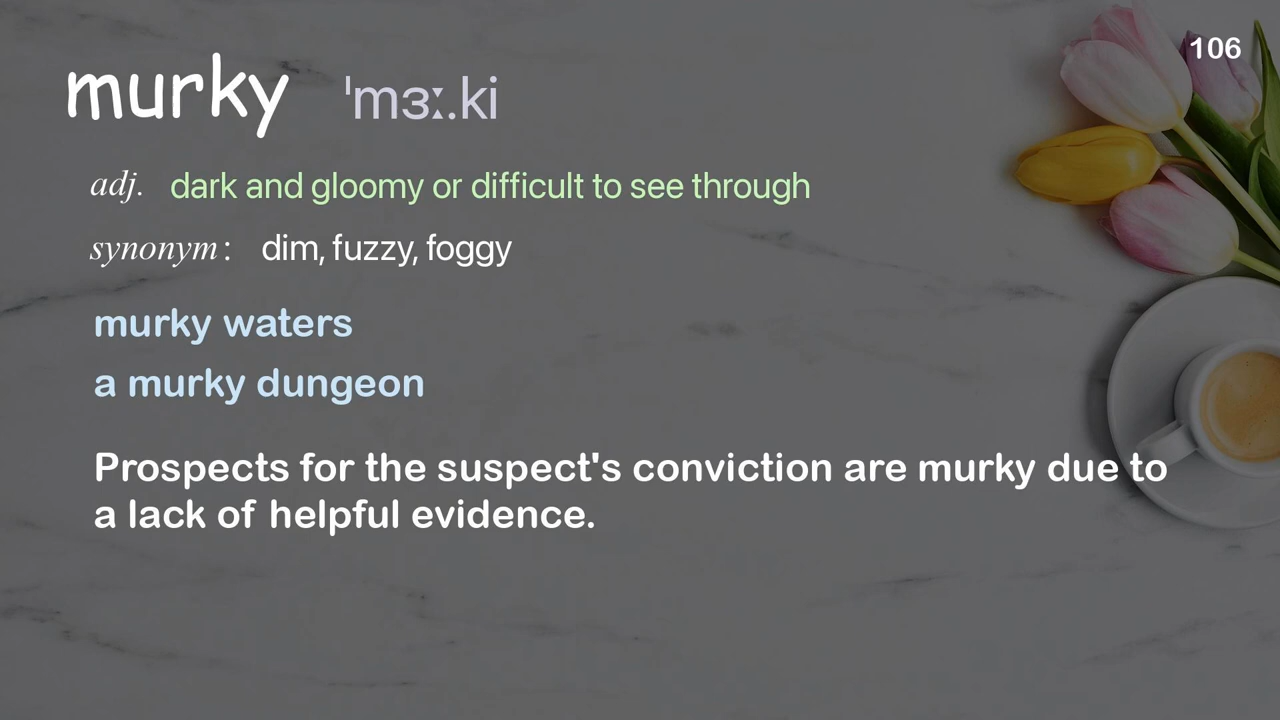 106
murky ˈmɜː.ki
adj. dark and gloomy or difficult to see through
synonym: dim, fuzzy, foggy
murky waters
a murky dungeon
Prospects for the suspect's conviction are murky due to
a lack of helpful evidence.